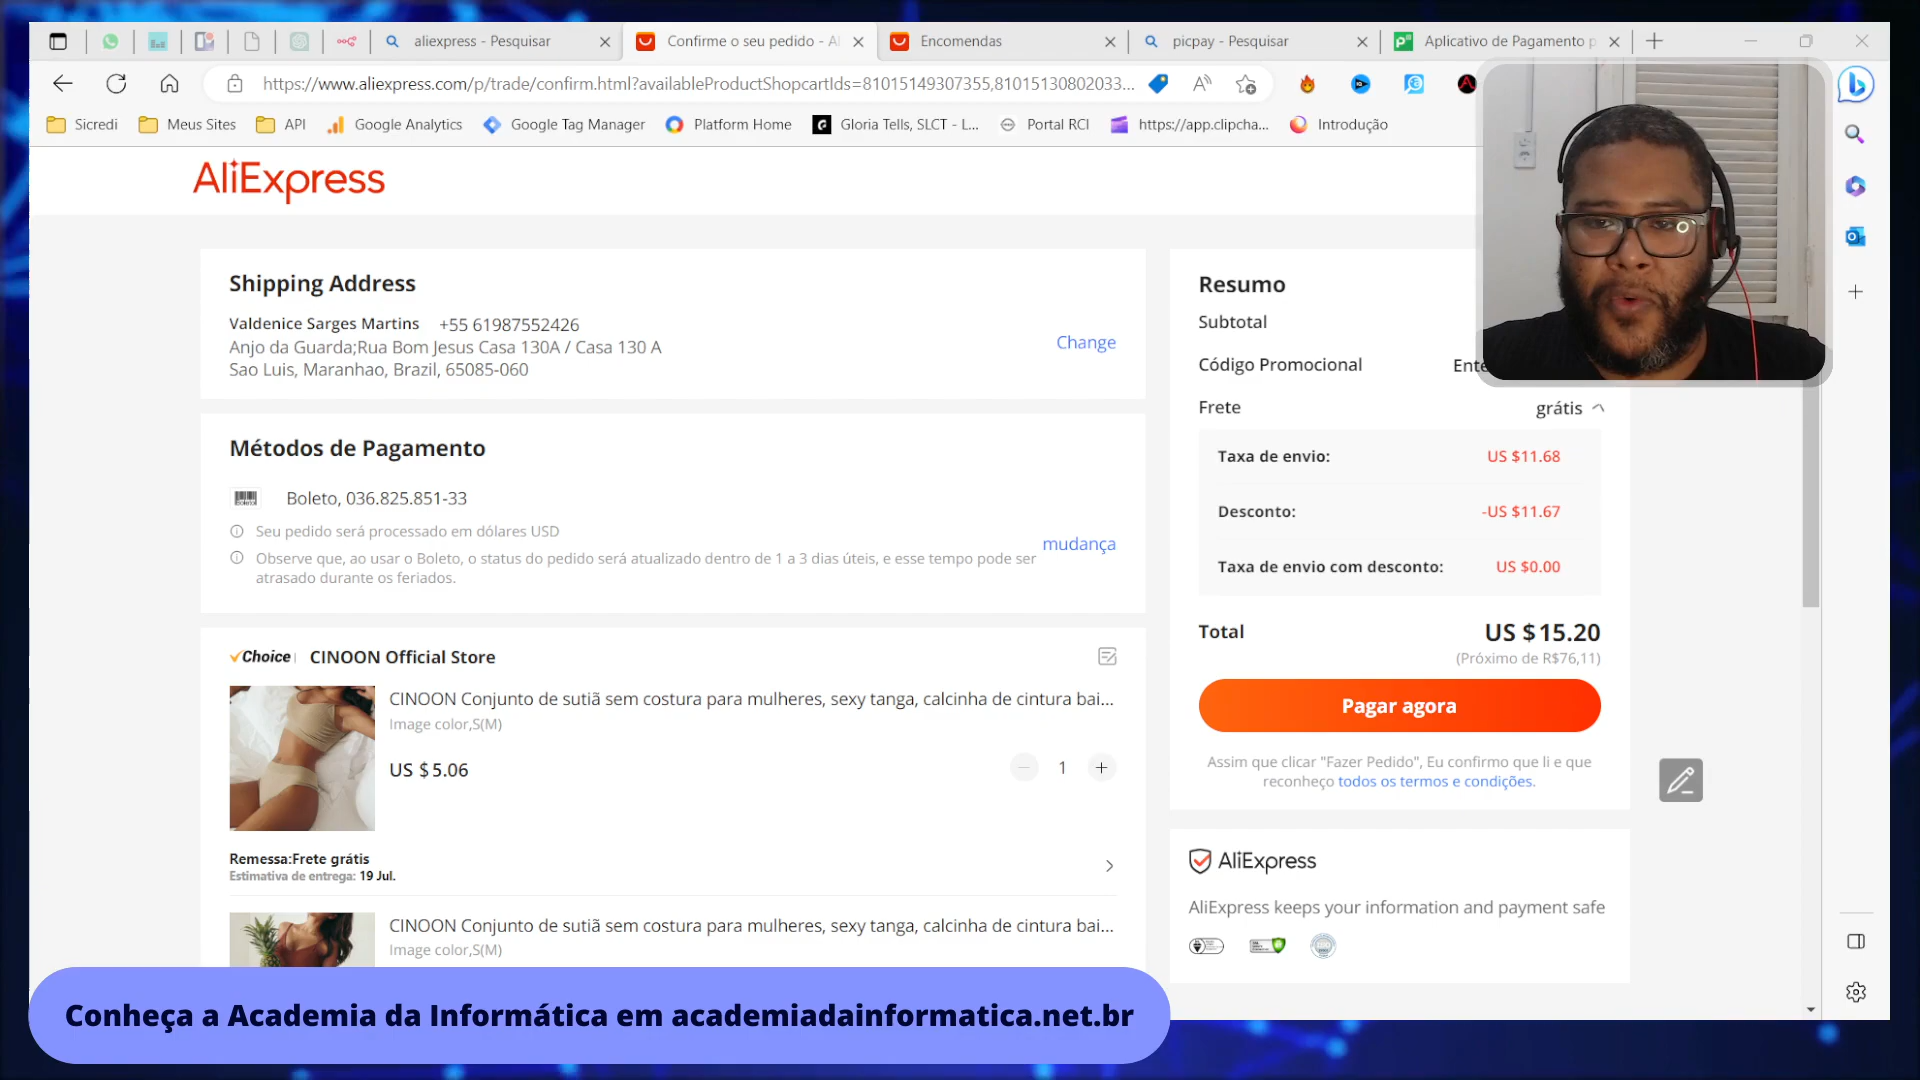 aliexpress - Pesquisar
Confirme o seu pedido - Al
Encomendas
picpay - Pesquisar
Aplicativo de Pagamento p
https://www.aliexpress.com/p/trade/confirm.html?availableProductShopcartIds=81015149307355,81015130802033...
Sicredi
Meus Sites
API
Google Analytics
Google Tag Manager
Platform Home
Gloria Tells, SLCT - L...
Portal RCI
https://app.clipcha...
Introdução
AliExpress
Shipping Address
Valdenice Sarges Martins +55 61987552426
Anjo da Guarda;Rua Bom Jesus Casa 130A / Casa 130 A
Sao Luis, Maranhao, Brazil, 65085-060
Change
Métodos de Pagamento
Boleto, 036.825.851-33
Seu pedido será processado em dólares USD
Observe que, ao usar o Boleto, o status do pedido será atualizado dentro de 1 a 3 dias úteis, e esse tempo pode ser
atrasado durante os feriados.
mudança
Choice CINOON Official Store
CINOON Conjunto de sutiã sem costura para mulheres, sexy tanga, calcinha de cintura bai...
Image color,S(M)
US $5.06
1
Remessa:Frete grátis
Estimativa de entrega: 19 Jul.
CINOON Conjunto de sutiã sem costura para mulheres, sexy tanga, calcinha de cintura bai...
Image color,S(M)
Resumo
Subtotal
Código Promocional Ente
Frete grátis
Taxa de envio: US $11.68
Desconto: -US $11.67
Taxa de envio com desconto: US $0.00
Total US $15.20
(Próximo de R$76,11)
Pagar agora
Assim que clicar "Fazer Pedido", Eu confirmo que li e que
reconheço todos os termos e condições.
AliExpress
AliExpress keeps your information and payment safe
Conheça a Academia da Informática em academiadainformatica.net.br